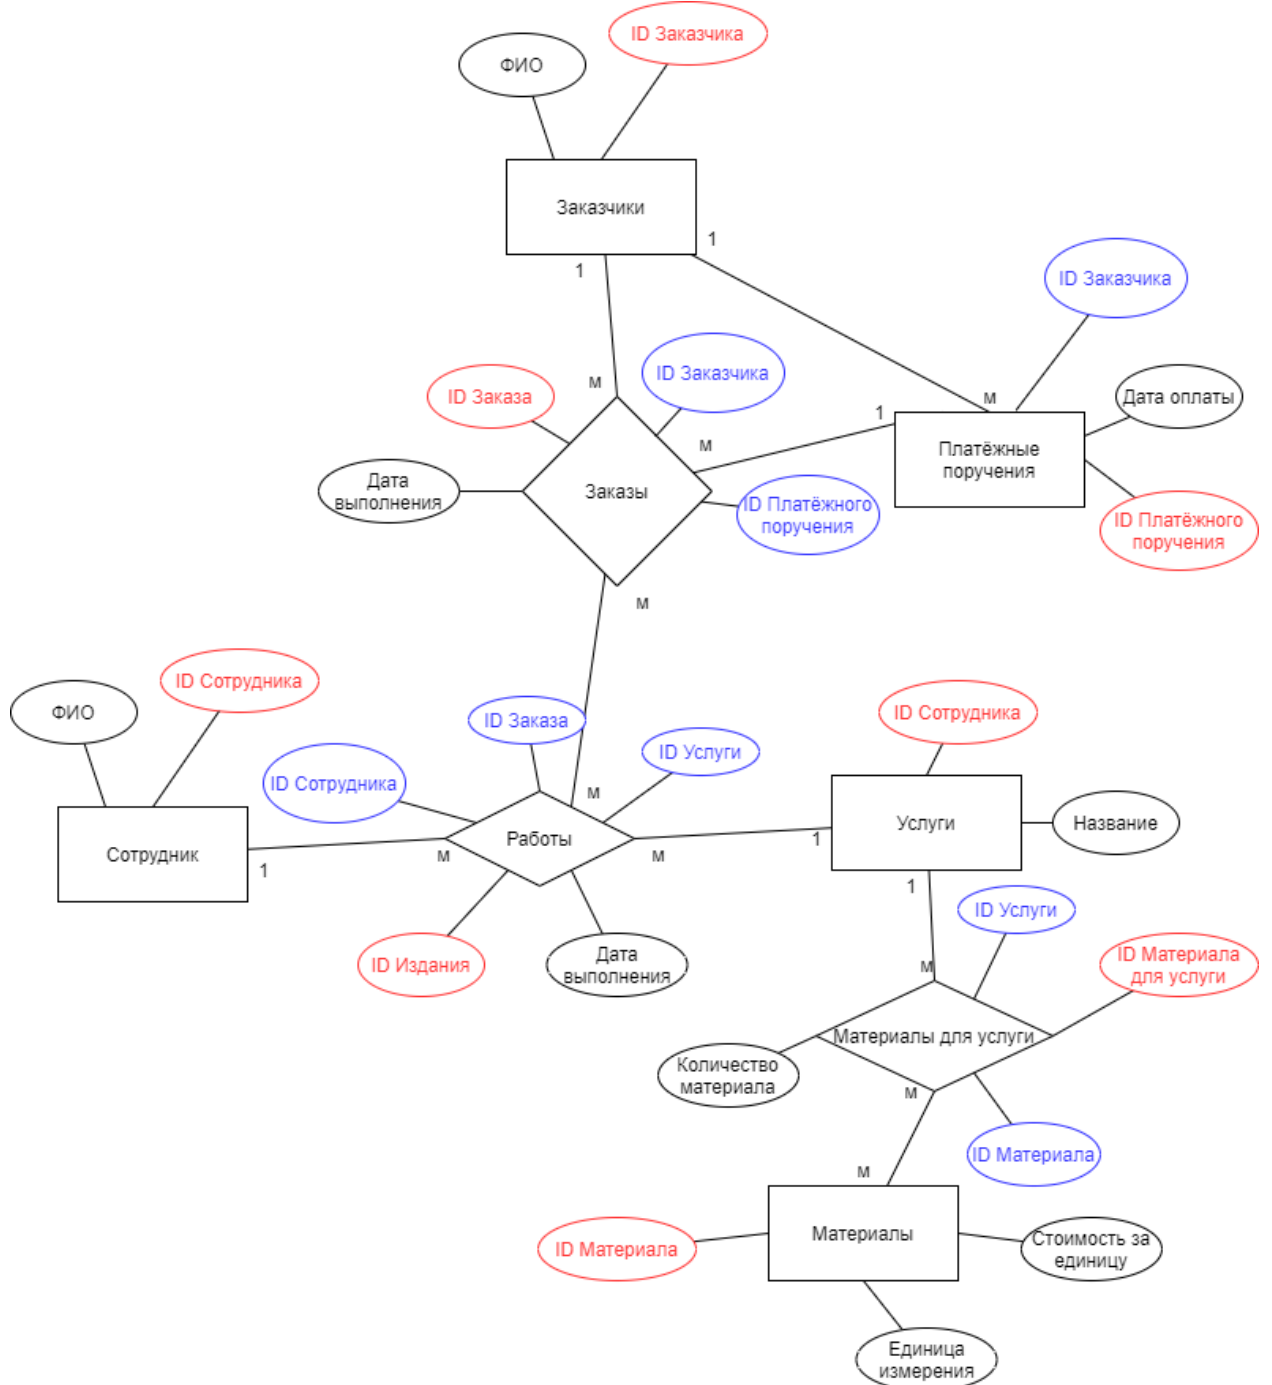 ID Заказчика
ФИО
Заказчики
1
1
ID Заказчика
ID Заказчика
М
ID Заказа
М
Дата оплаты
1
М
Платёжные
поручения
Дата
выполнения
Заказы
ID Платёжного
поручения
ID Платёжного
поручения
М
ID Сотрудника
ФИО
ID Заказа
ID Сотрудника
ID Услуги
ID Сотрудника
М
Услуги
Название
Работы
1
Сотрудник
М
М
1
1
ID Услуги
ID Издания
Дата
выполнения
М
ID Материала
для услуги
Материалы для услуги
Количество
материала
М
ID Материала
М
Материалы
ID Материала
Стоимость за
единицу
Единица
измерения